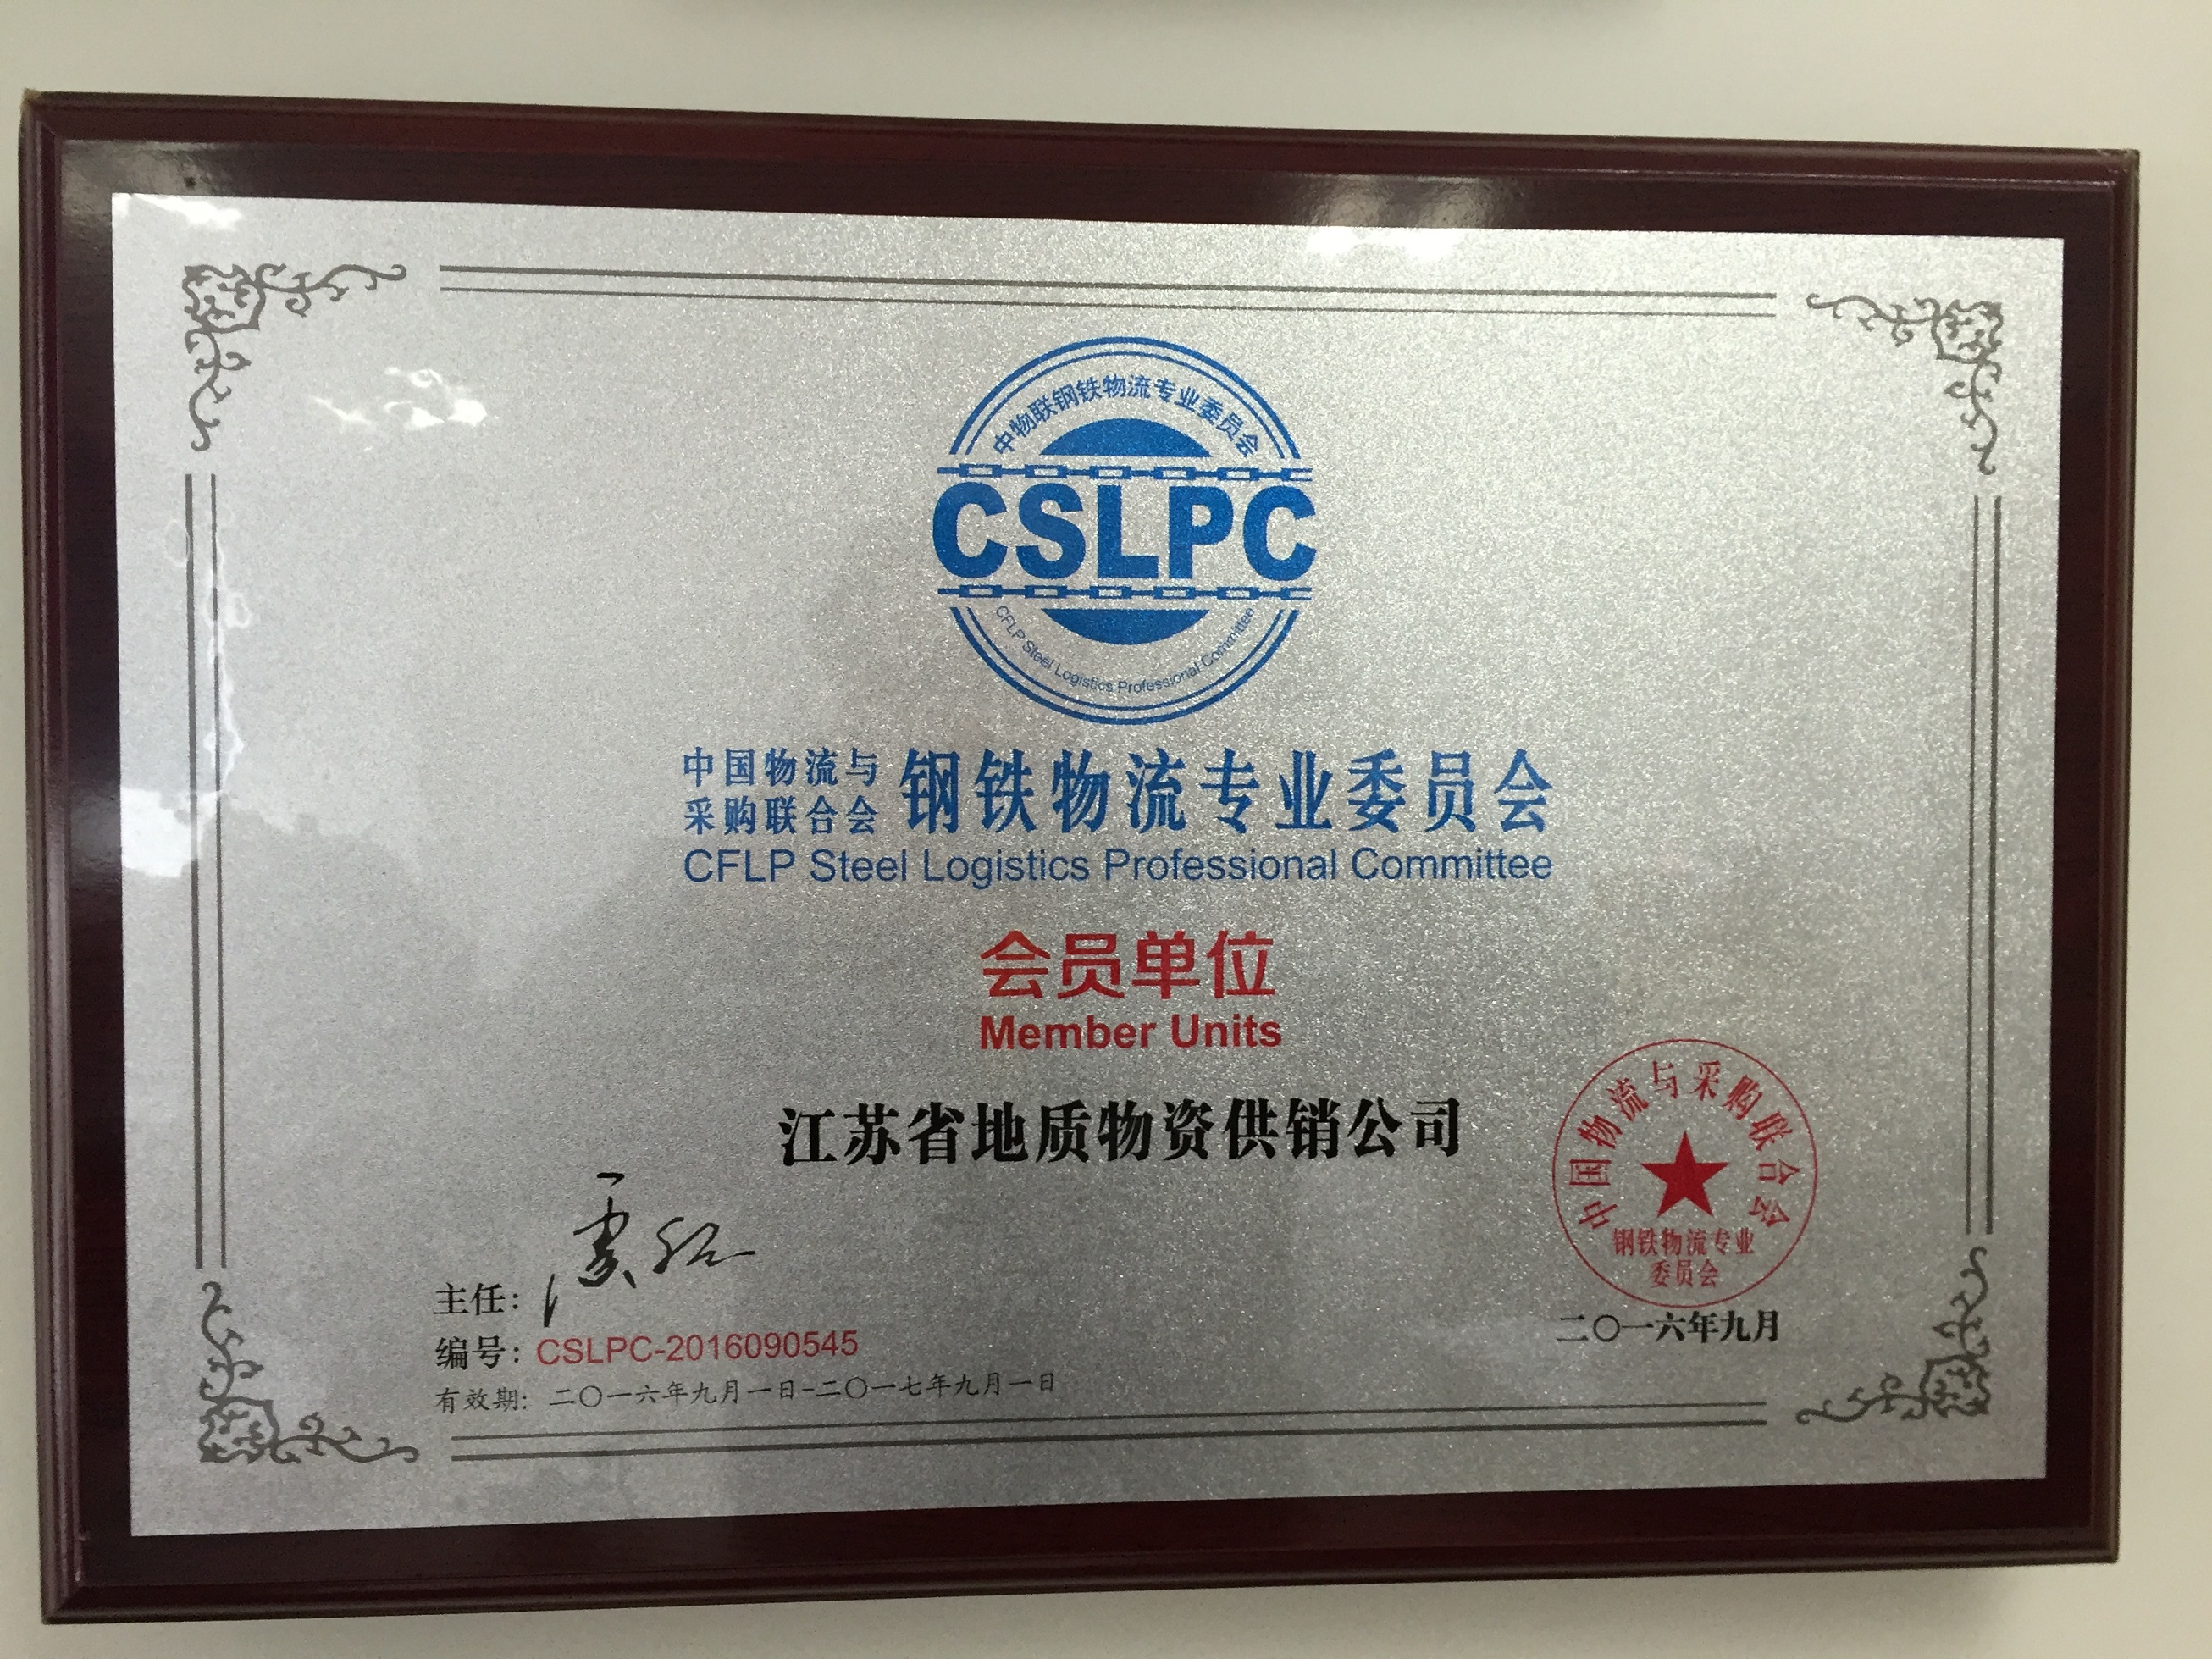 中物联钢铁物流专业委员会
CSLPC
CFLP Steel Logistics Professional Committee
中国物流与
采购联合会
钢铁物流专业委员会
CFLP Steel Logistics Professional Committee
会员单位
Member Units
江苏省地质物资供销公司
中国物流与采购联合会
钢铁物流专业
委员会
二〇一六年九月
主任:
编号: CSLPC-2016090545
有效期: 二〇一六年九月一日-二〇一七年九月一日